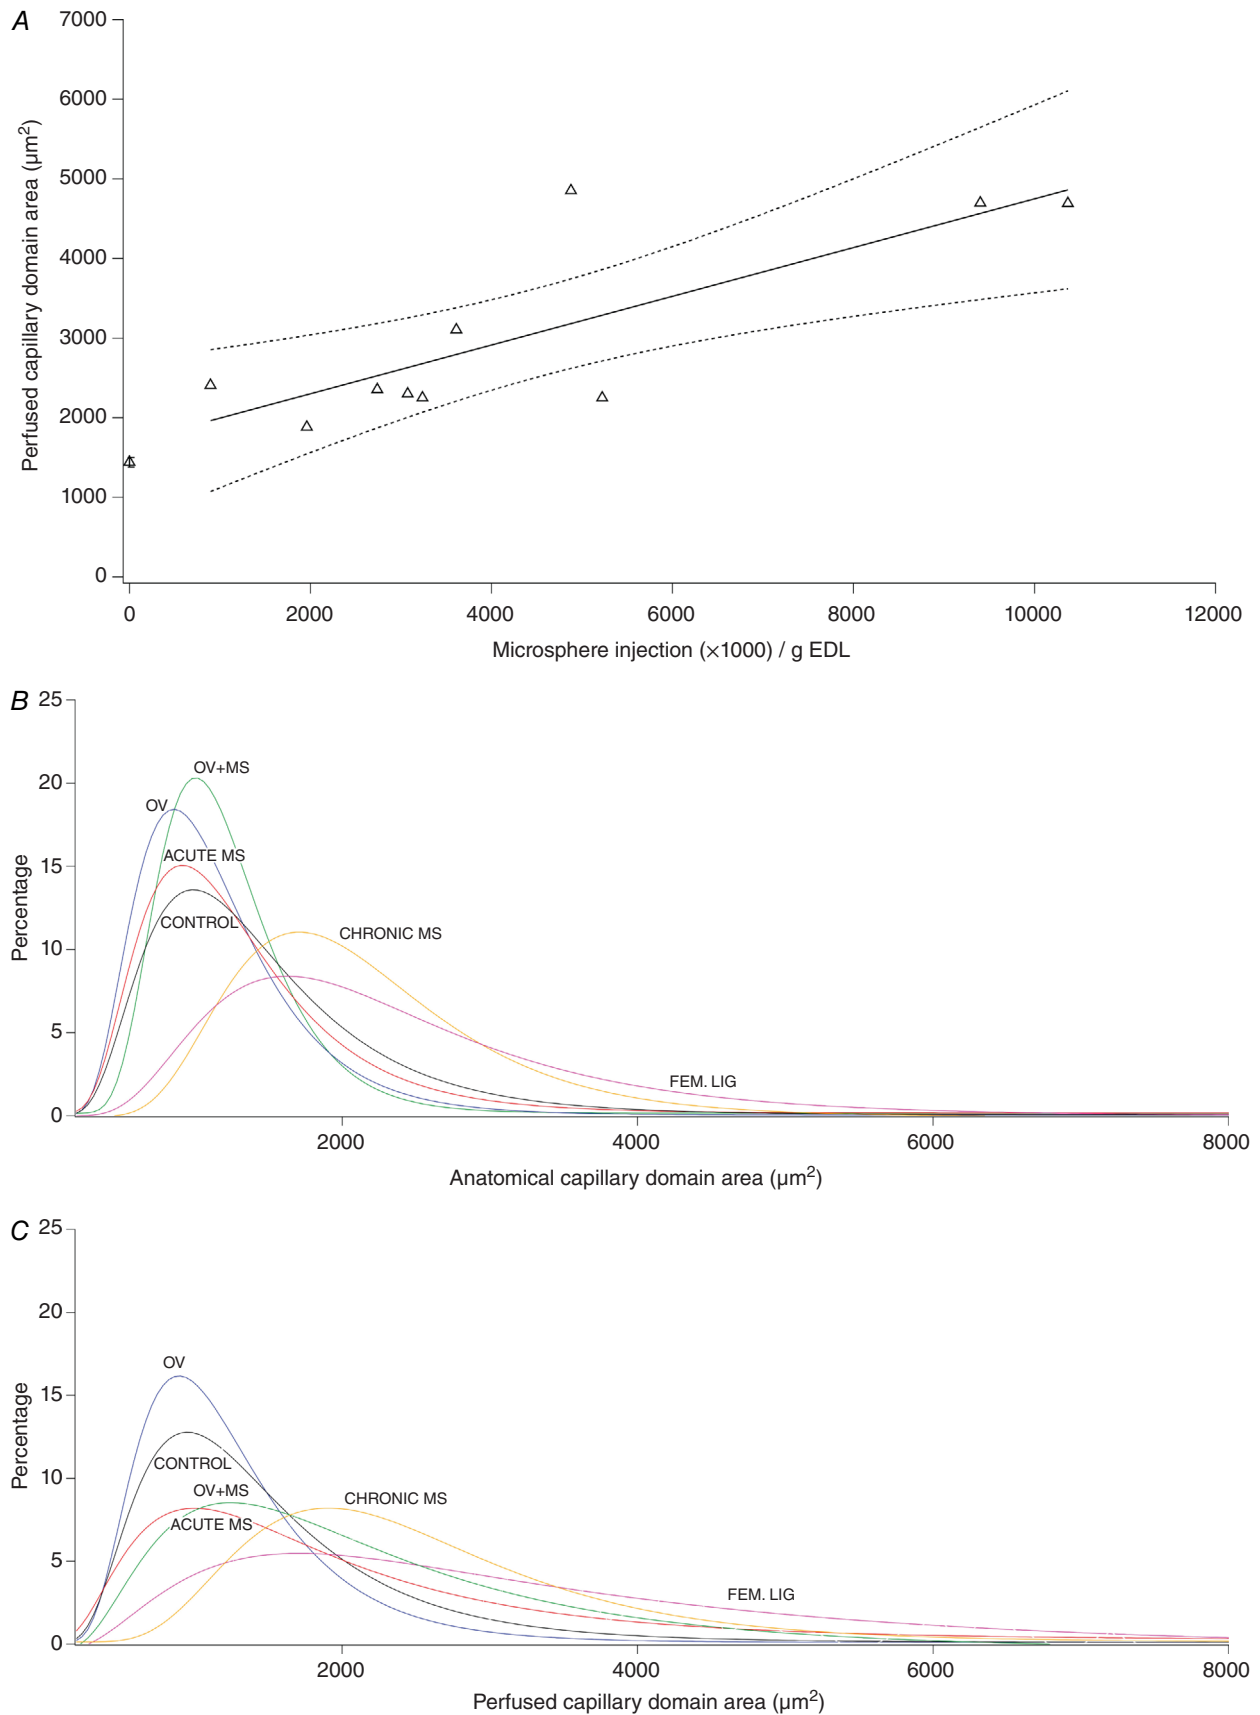 A
7000
6000
5000
4000
3000
2000
1000
0
Perfused capillary domain area (µm²)
0 2000 4000 6000 8000 10000 12000
Microsphere injection (×1000) / g EDL
B
25
20
15
10
5
0
Percentage
OV+MS
OV
ACUTE MS
CONTROL
CHRONIC MS
FEM. LIG
2000 4000 6000 8000
Anatomical capillary domain area (µm²)
C
25
20
15
10
5
0
Percentage
OV
CONTROL
OV+MS
CHRONIC MS
ACUTE MS
FEM. LIG
2000 4000 6000 8000
Perfused capillary domain area (µm²)